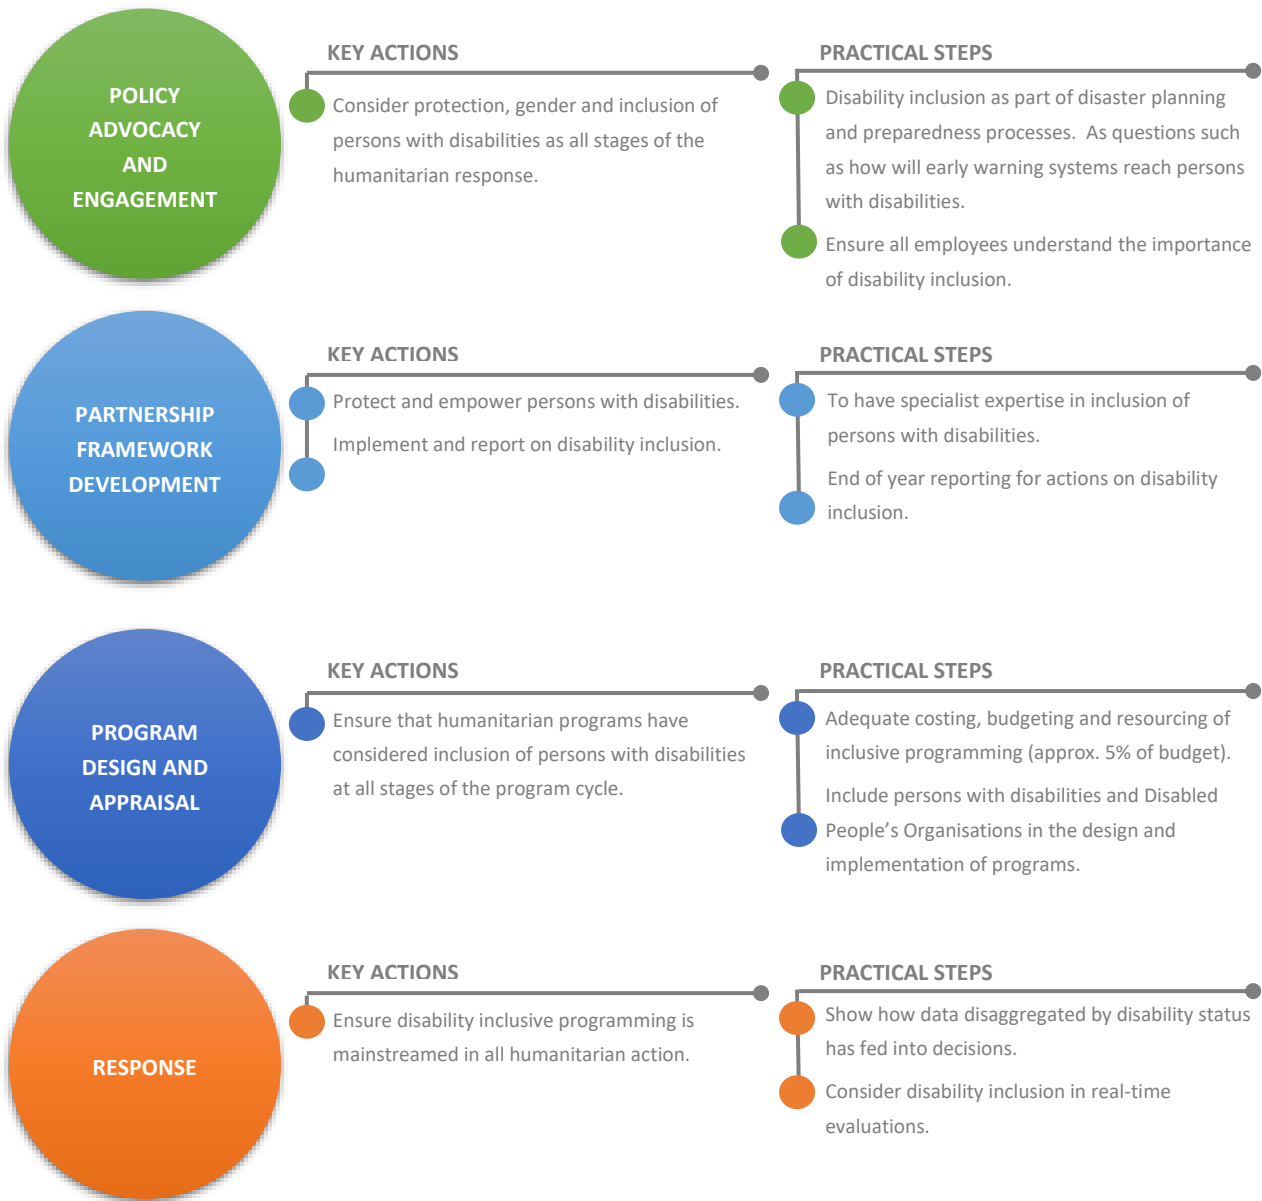 POLICY
ADVOCACY
AND
ENGAGEMENT
KEY ACTIONS
Consider protection, gender and inclusion of
persons with disabilities as all stages of the
humanitarian response.
PRACTICAL STEPS
Disability inclusion as part of disaster planning
and preparedness processes.  As questions such
as how will early warning systems reach persons
with disabilities.
Ensure all employees understand the importance
of disability inclusion.
PARTNERSHIP
FRAMEWORK
DEVELOPMENT
KEY ACTIONS
Protect and empower persons with disabilities.
Implement and report on disability inclusion.
PRACTICAL STEPS
To have specialist expertise in inclusion of
persons with disabilities.
End of year reporting for actions on disability
inclusion.
PROGRAM
DESIGN AND
APPRAISAL
KEY ACTIONS
Ensure that humanitarian programs have
considered inclusion of persons with disabilities
at all stages of the program cycle.
PRACTICAL STEPS
Adequate costing, budgeting and resourcing of
inclusive programming (approx. 5% of budget).
Include persons with disabilities and Disabled
People’s Organisations in the design and
implementation of programs.
RESPONSE
KEY ACTIONS
Ensure disability inclusive programming is
mainstreamed in all humanitarian action.
PRACTICAL STEPS
Show how data disaggregated by disability status
has fed into decisions.
Consider disability inclusion in real-time
evaluations.